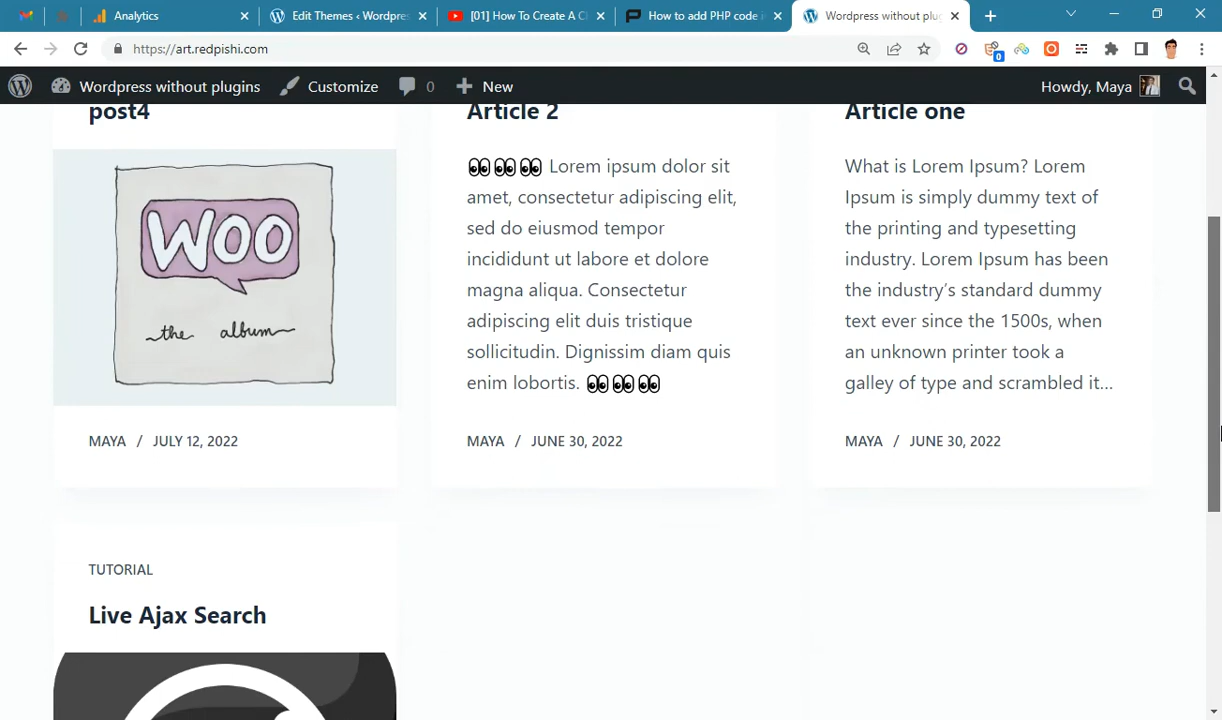 Analytics
Edit Themes ‹ Wordpre
[01] How To Create A C
How to add PHP code
Wordpress without plug
https://art.redpishi.com
0
Wordpress without plugins
Customize
0
New
Howdy, Maya
post4
WOO
the album
MAYA / JULY 12, 2022
Article 2
👀👀👀 Lorem ipsum dolor sit
amet, consectetur adipiscing elit,
sed do eiusmod tempor
incididunt ut labore et dolore
magna aliqua. Consectetur
adipiscing elit duis tristique
sollicitudin. Dignissim diam quis
enim lobortis. 👀👀👀
MAYA / JUNE 30, 2022
Article one
What is Lorem Ipsum? Lorem
Ipsum is simply dummy text of
the printing and typesetting
industry. Lorem Ipsum has been
the industry’s standard dummy
text ever since the 1500s, when
an unknown printer took a
galley of type and scrambled it…
MAYA / JUNE 30, 2022
TUTORIAL
Live Ajax Search